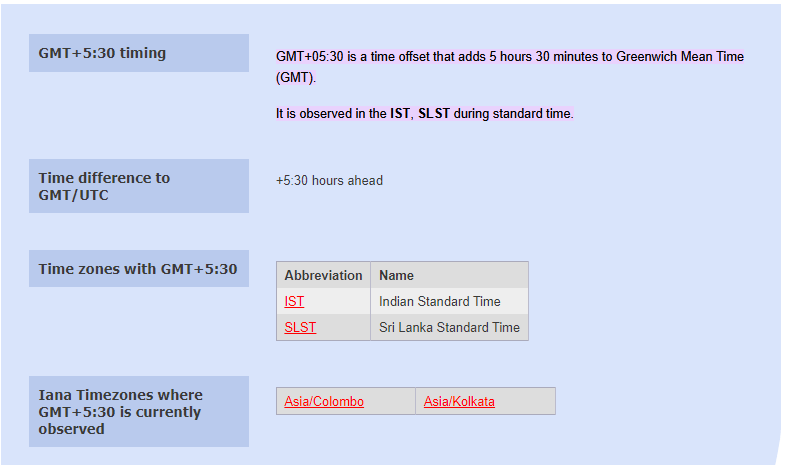 GMT+5:30 timing
GMT+05:30 is a time offset that adds 5 hours 30 minutes to Greenwich Mean Time
(GMT).
It is observed in the IST, SLST during standard time.
Time difference to
GMT/UTC
+5:30 hours ahead
Time zones with GMT+5:30
Abbreviation Name
IST Indian Standard Time
SLST Sri Lanka Standard Time
Iana Timezones where
GMT+5:30 is currently
observed
Asia/Colombo Asia/Kolkata